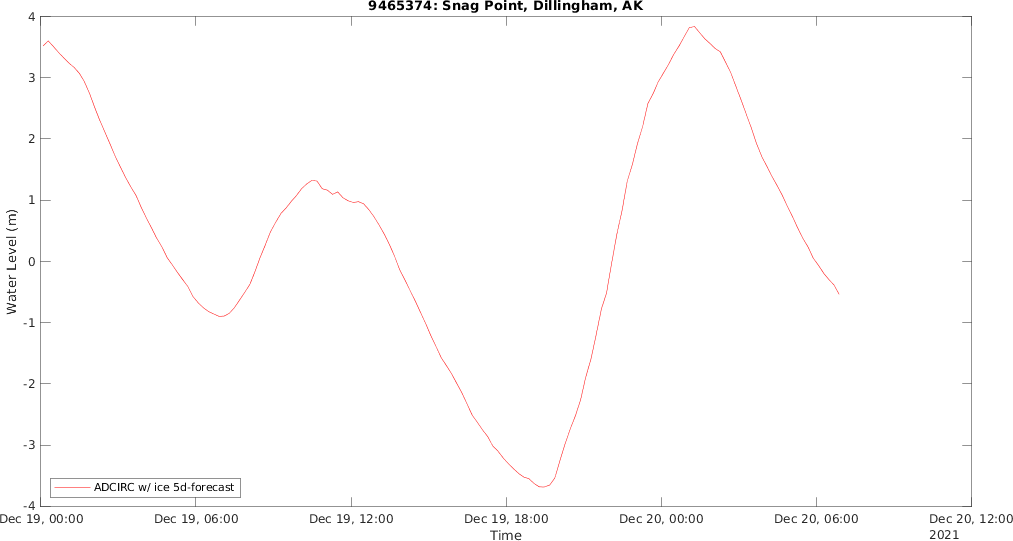 9465374: Snag Point, Dillingham, AK
4
3
2
1
0
-1
-2
-3
-4
Water Level (m)
ADCIRC w/ ice 5d-forecast
Dec 19, 00:00
Dec 19, 06:00
Dec 19, 12:00
Dec 19, 18:00
Dec 20, 00:00
Dec 20, 06:00
Dec 20, 12:00
Time
2021